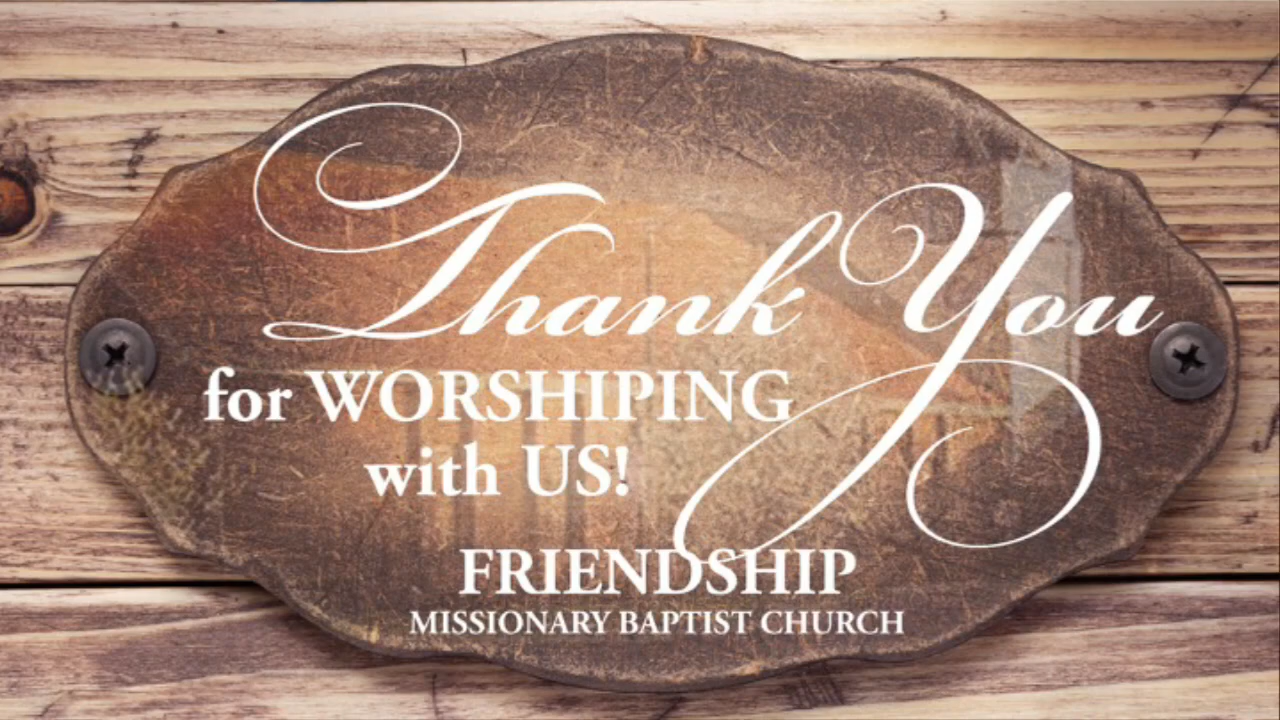 Thank You
for WORSHIPING
with US!
FRIENDSHIP
MISSIONARY BAPTIST CHURCH